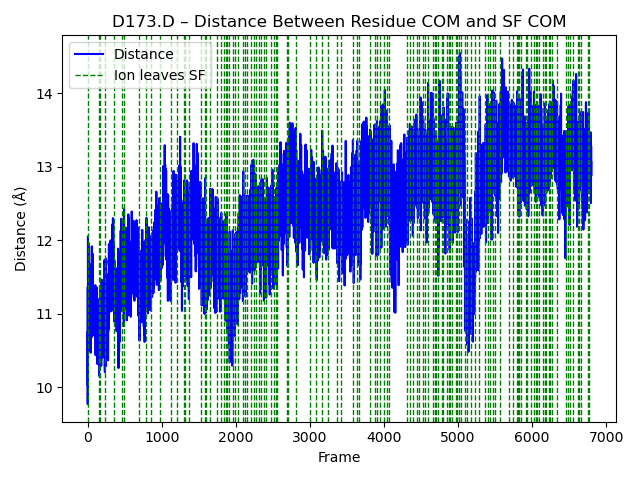 D173.D – Distance Between Residue COM and SF COM
Distance
Ion leaves SF
Distance (Å)
14
13
12
11
10
0 1000 2000 3000 4000 5000 6000 7000
Frame